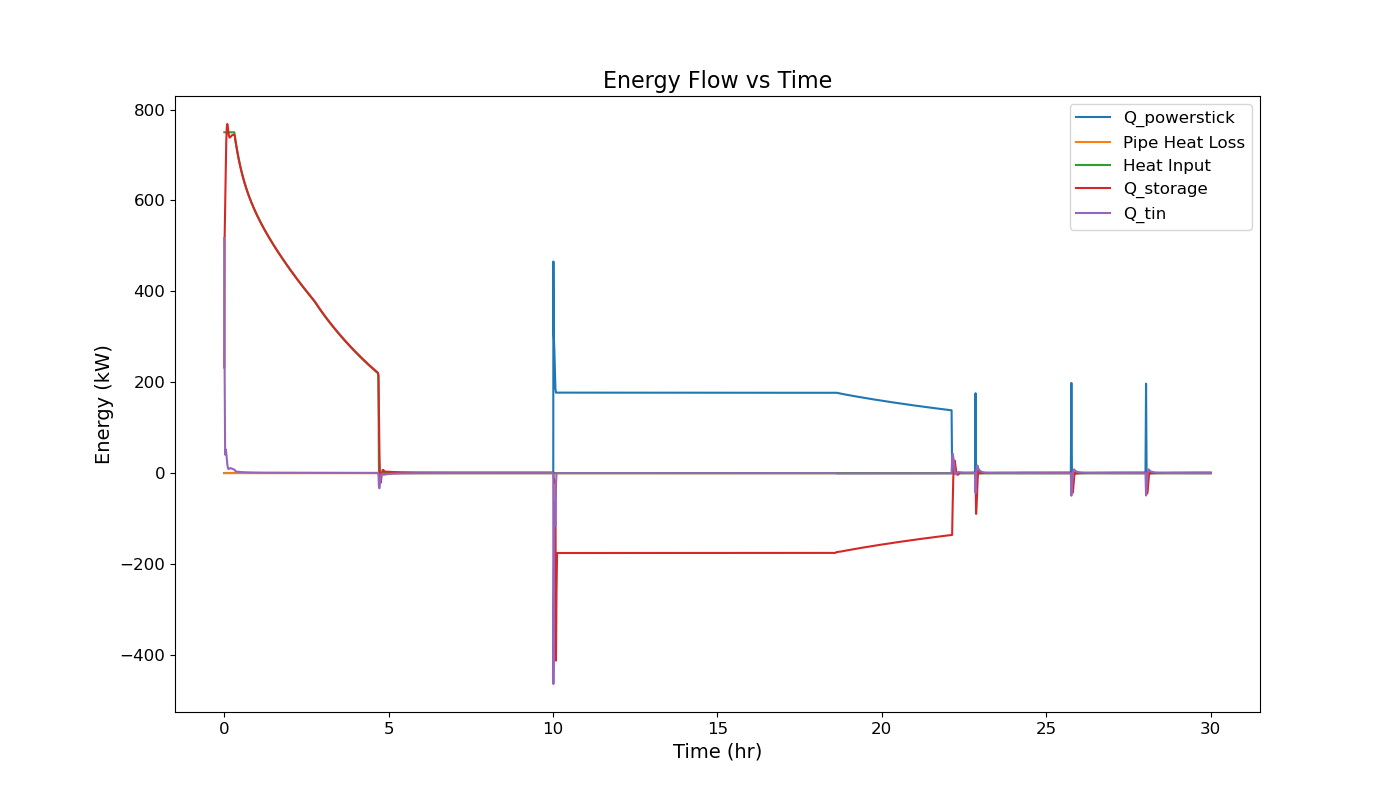 Energy Flow vs Time
Energy (kW)
800
600
400
200
0
−200
−400
Q_powerstick
Pipe Heat Loss
Heat Input
Q_storage
Q_tin
0 5 10 15 20 25 30
Time (hr)